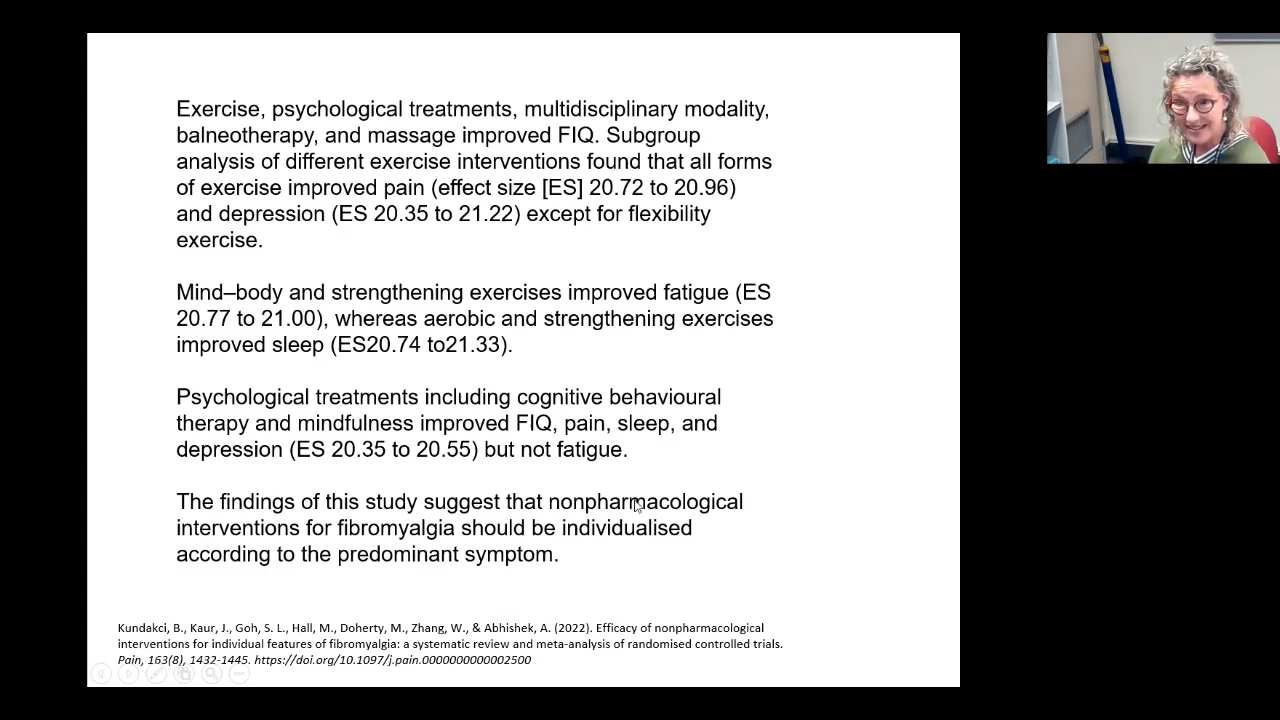 Exercise, psychological treatments, multidisciplinary modality,
balneotherapy, and massage improved FIQ. Subgroup
analysis of different exercise interventions found that all forms
of exercise improved pain (effect size [ES] 20.72 to 20.96)
and depression (ES 20.35 to 21.22) except for flexibility
exercise.
Mind–body and strengthening exercises improved fatigue (ES
20.77 to 21.00), whereas aerobic and strengthening exercises
improved sleep (ES20.74 to21.33).
Psychological treatments including cognitive behavioural
therapy and mindfulness improved FIQ, pain, sleep, and
depression (ES 20.35 to 20.55) but not fatigue.
The findings of this study suggest that nonpharmacological
interventions for fibromyalgia should be individualised
according to the predominant symptom.
Kundakci, B., Kaur, J., Goh, S. L., Hall, M., Doherty, M., Zhang, W., & Abhishek, A. (2022). Efficacy of nonpharmacological
interventions for individual features of fibromyalgia: a systematic review and meta-analysis of randomised controlled trials.
Pain, 163(8), 1432-1445. https://doi.org/10.1097/j.pain.0000000000002500